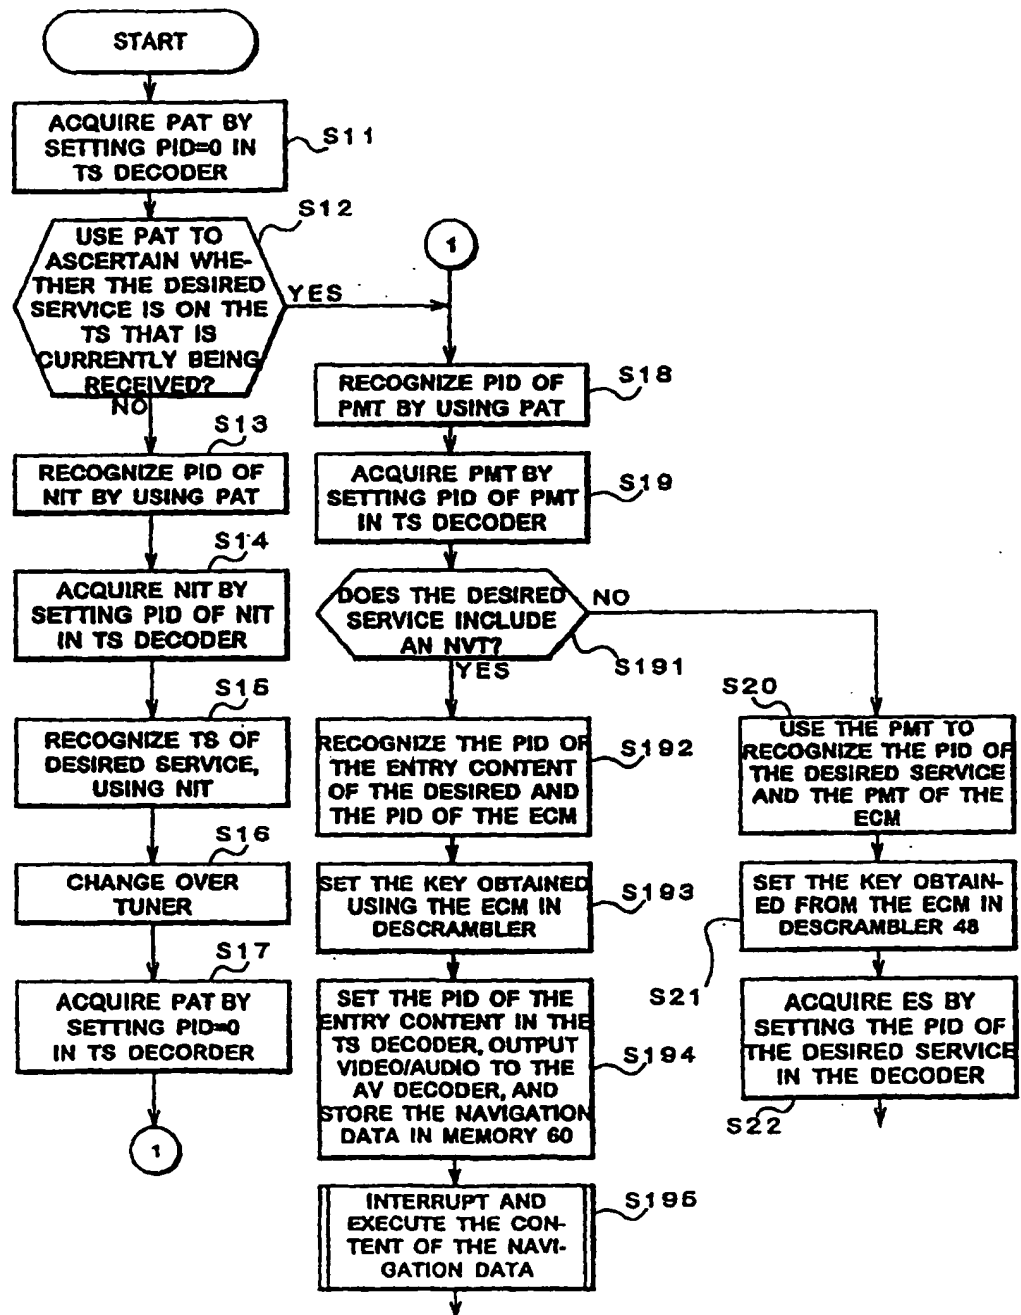 START
ACQUIRE PAT BY
SETTING PID=0 IN
TS DECODER
S11
USE PAT TO
ASCERTAIN WHE-
THER THE DESIRED
SERVICE IS ON THE
TS THAT IS
CURRENTLY BEING
RECEIVED?
S12
YES
NO
RECOGNIZE PID OF
NIT BY USING PAT
S13
ACQUIRE NIT BY
SETTING PID OF NIT
IN TS DECODER
S14
RECOGNIZE TS OF
DESIRED SERVICE,
USING NIT
S15
CHANGE OVER
TUNER
S16
ACQUIRE PAT BY
SETTING PID=0
IN TS DECORDER
S17
1
1
RECOGNIZE PID OF
PMT BY USING PAT
S18
ACQUIRE PMT BY
SETTING PID OF PMT
IN TS DECODER
S19
DOES THE DESIRED
SERVICE INCLUDE
AN NVT?
NO
S191
YES
RECOGNIZE THE PID OF
THE ENTRY CONTENT
OF THE DESIRED AND
THE PID OF THE ECM
S192
SET THE KEY OBTAINED
USING THE ECM IN
DESCRAMBLER
S193
SET THE PID OF THE
ENTRY CONTENT IN THE
TS DECODER, OUTPUT
VIDEO/AUDIO TO THE
AV DECODER, AND
STORE THE NAVIGATION
DATA IN MEMORY 60
S194
INTERRUPT AND
EXECUTE THE CON-
TENT OF THE NAVI-
GATION DATA
S195
S20
USE THE PMT TO
RECOGNIZE THE PID OF
THE DESIRED SERVICE
AND THE PMT OF THE
ECM
SET THE KEY OBTAIN-
ED FROM THE ECM IN
DESCRAMBLER 48
S21
ACQUIRE ES BY
SETTING THE PID OF
THE DESIRED SERVICE
IN THE DECODER
S22